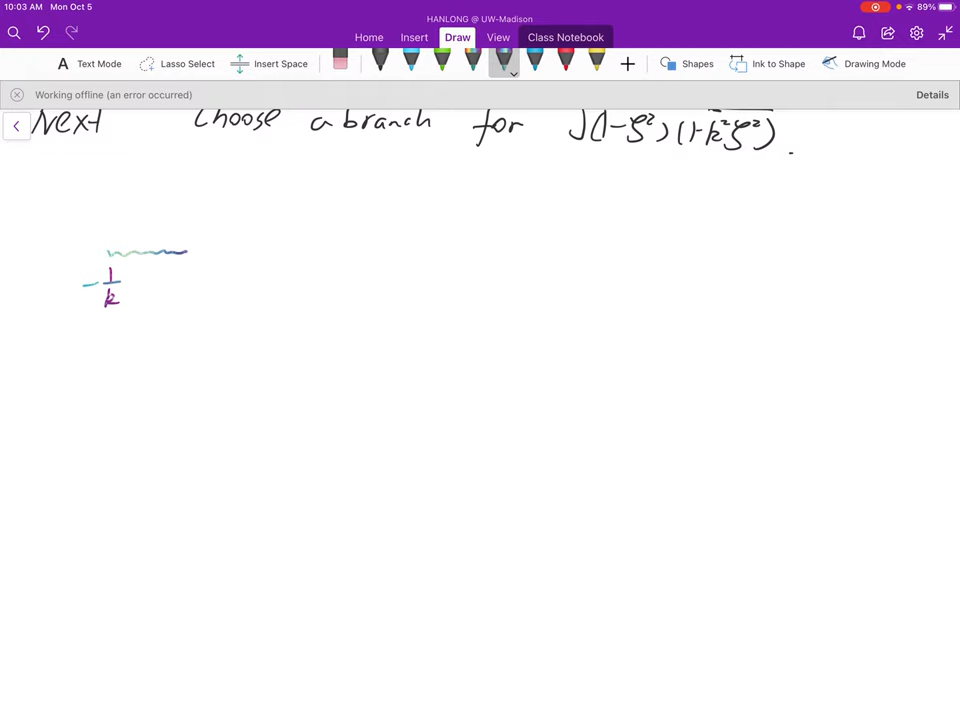 10:03 AM Mon Oct 5
89%
HANLONG @ UW-Madison
Home Insert Draw View Class Notebook
Text Mode Lasso Select Insert Space Shapes Ink to Shape Drawing Mode
Working offline (an error occurred) Details
Next choose a branch for √(1-ζ²)(1-k²ζ²).
-1/k